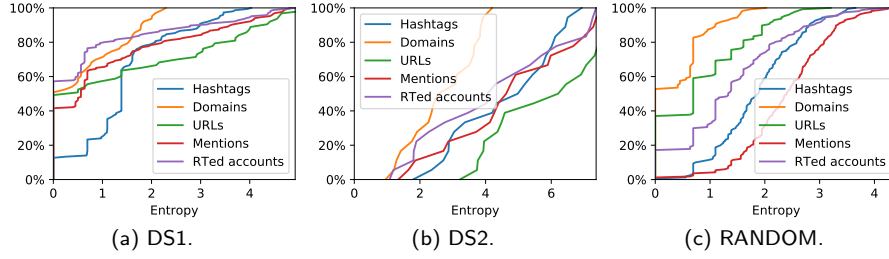 100%
80%
60%
40%
20%
0%
0
1
2
3
4
Entropy
Hashtags
Domains
URLs
Mentions
RTed accounts
(a) DS1.
100%
80%
60%
40%
20%
0%
0
2
4
6
Entropy
Hashtags
Domains
URLs
Mentions
RTed accounts
(b) DS2.
100%
80%
60%
40%
20%
0%
0
1
2
3
4
Entropy
Hashtags
Domains
URLs
Mentions
RTed accounts
(c) RANDOM.